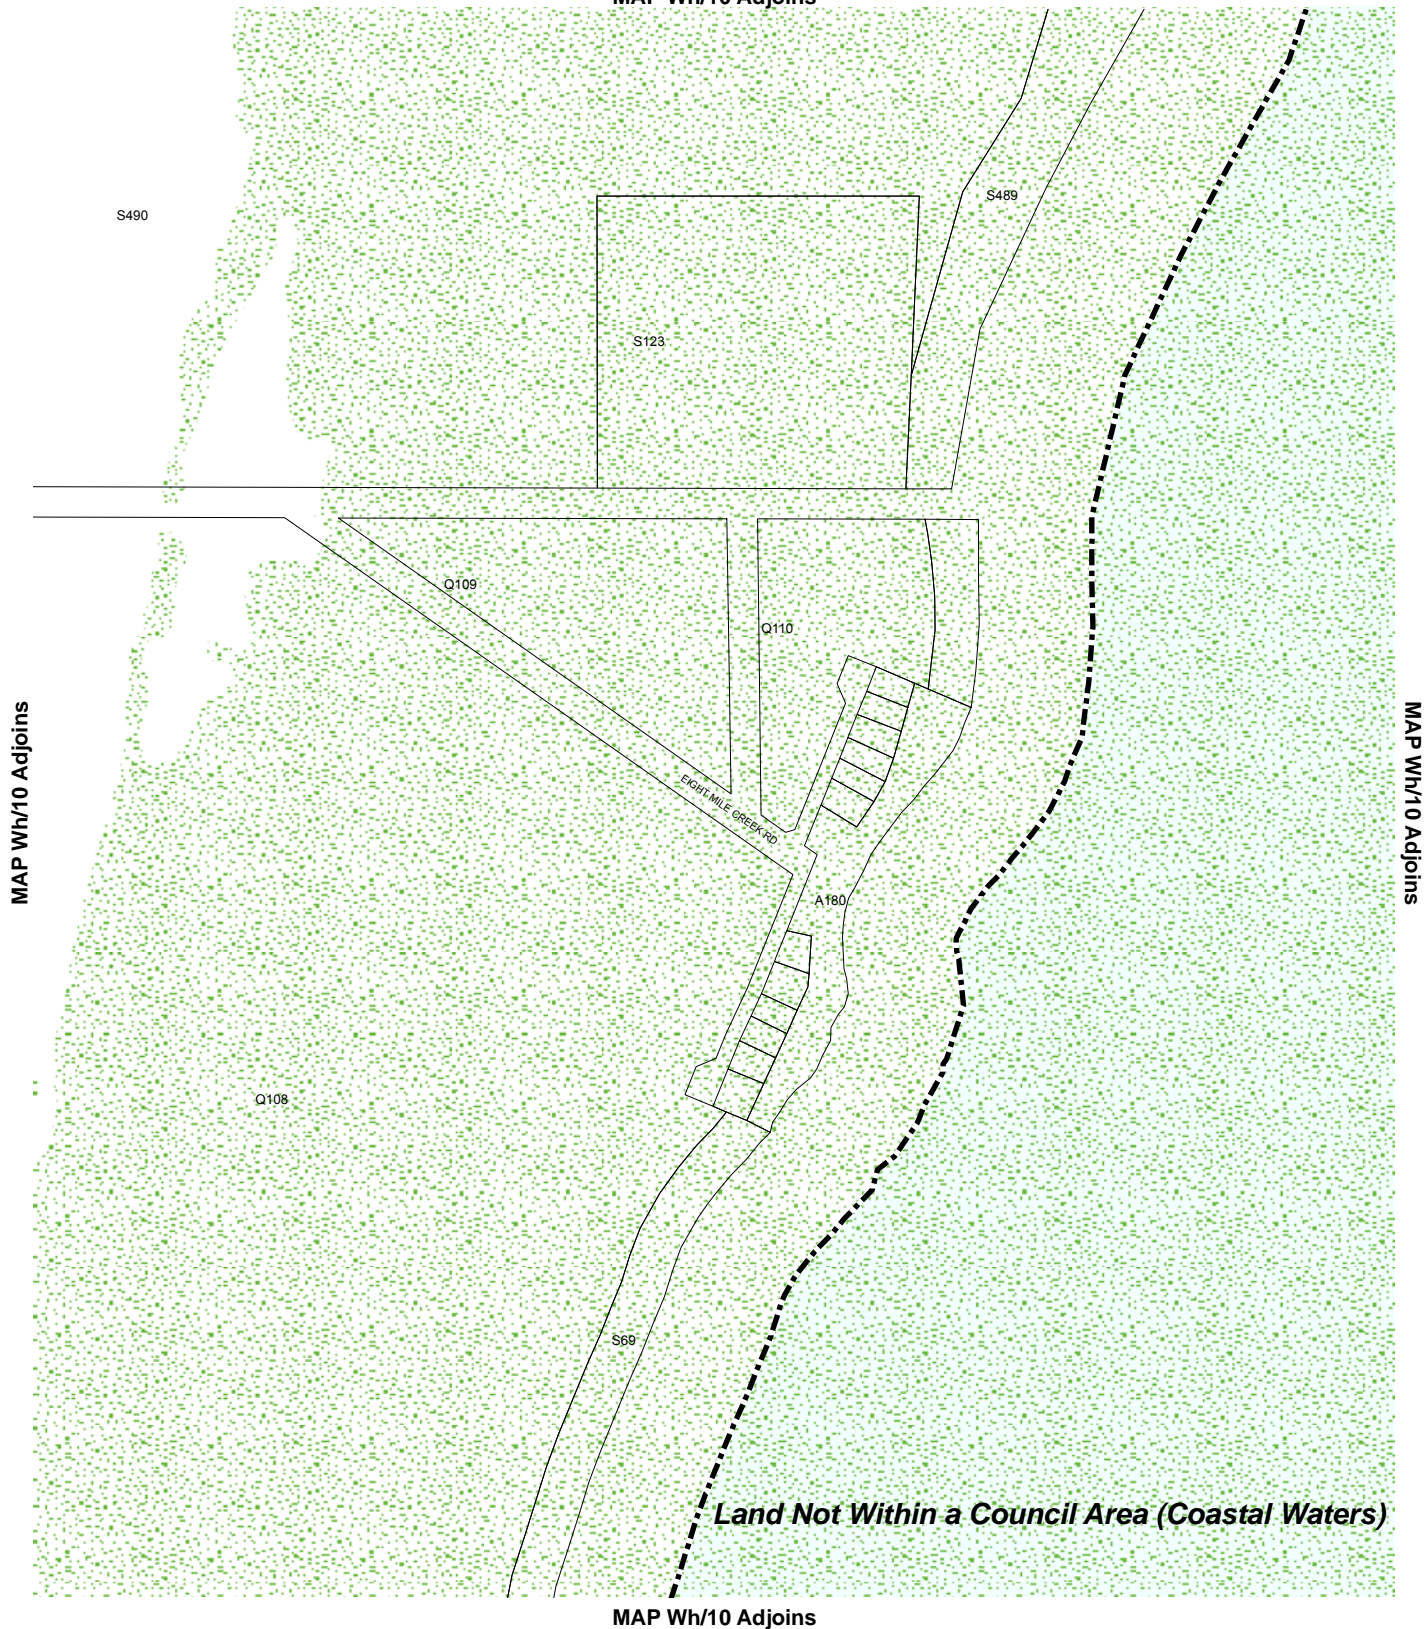 MAP Wh/10 Adjoins
S490
S489
S123
Q109
Q110
MAP Wh/10 Adjoins
MAP Wh/10 Adjoins
EIGHT MILE CREEK RD
A180
Q108
S69
Land Not Within a Council Area (Coastal Waters)
MAP Wh/10 Adjoins